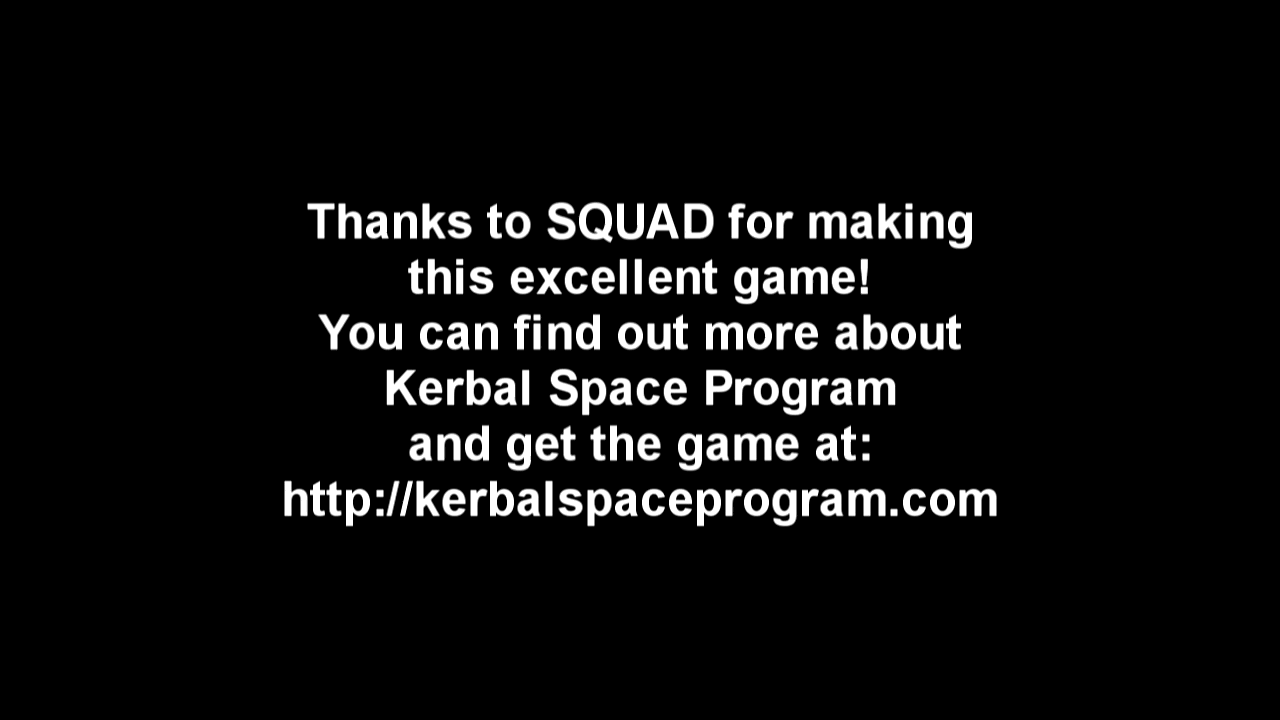 Thanks to SQUAD for making
this excellent game!
You can find out more about
Kerbal Space Program
and get the game at:
http://kerbalspaceprogram.com